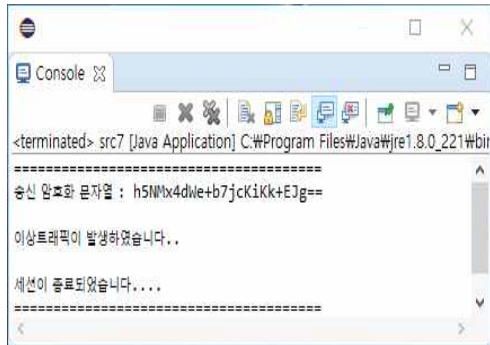 Console
<terminated> src7 [Java Application] C:₩Program Files₩Java₩jre1.8.0_221₩bin
========================================
송신 암호화 문자열 : h5NMx4dWe+b7jcKiKk+EJg==
이상트래픽이 발생하였습니다..
세션이 종료되었습니다....
========================================